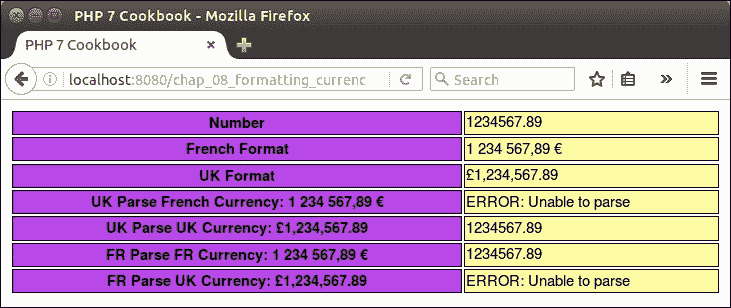 PHP 7 Cookbook - Mozilla Firefox
PHP 7 Cookbook
localhost:8080/chap_08_formatting_currenc
Search
Number 1234567.89
French Format 1 234 567,89 €
UK Format £1,234,567.89
UK Parse French Currency: 1 234 567,89 € ERROR: Unable to parse
UK Parse UK Currency: £1,234,567.89 1234567.89
FR Parse FR Currency: 1 234 567,89 € 1234567.89
FR Parse UK Currency: £1,234,567.89 ERROR: Unable to parse